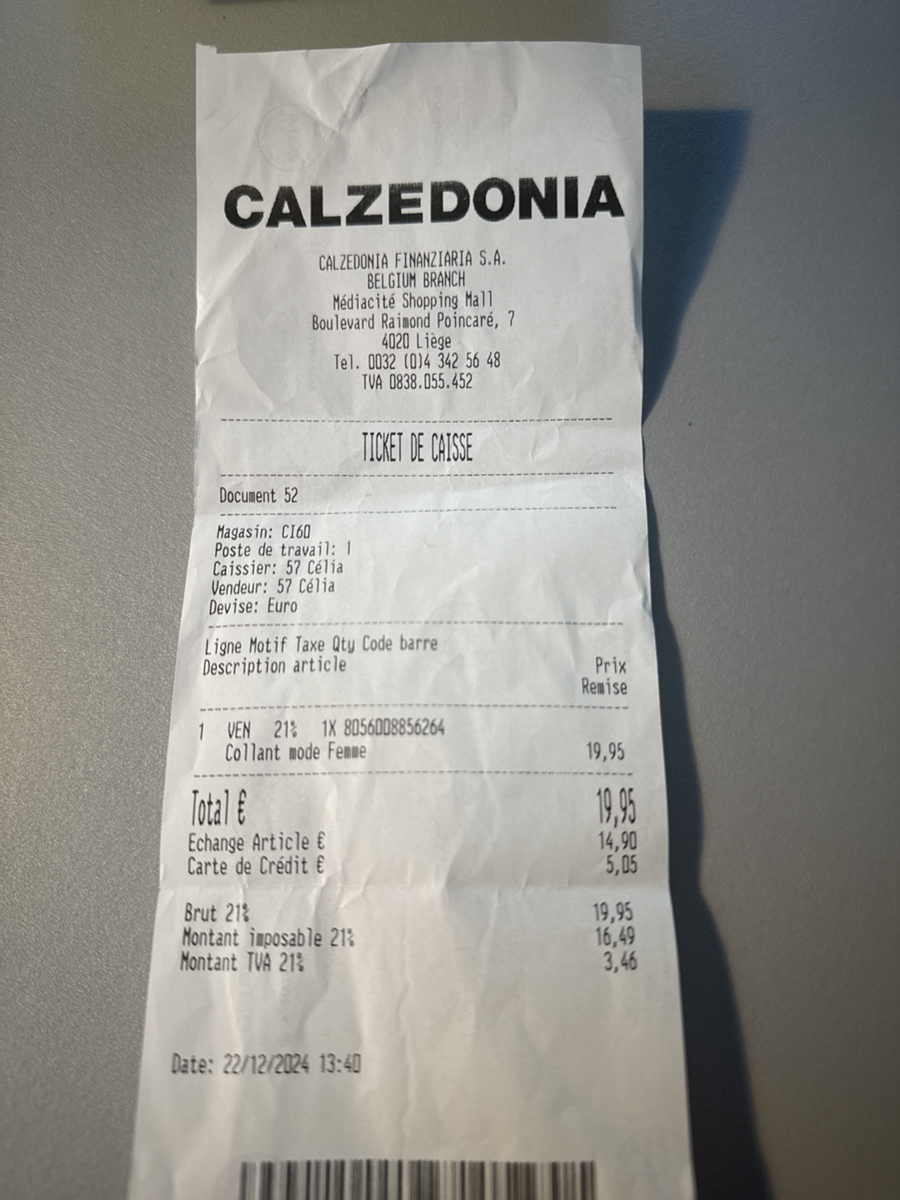 CALZEDONIA
CALZEDONIA FINANZIARIA S.A.
BELGIUM BRANCH
Médiacité Shopping Mall
Boulevard Raimond Poincaré, 7
4020 Liège
Tel. 0032 (0)4 342 56 48
TVA 0838.055.452
TICKET DE CAISSE
Document 52
Magasin: CI60
Poste de travail: 1
Caissier: 57 Célia
Vendeur: 57 Célia
Devise: Euro
Ligne Motif Taxe Qty Code barre
Description article Prix
Remise
1 VEN 21% 1X 8056008856264
Collant mode Femme 19,95
Total € 19,95
Echange Article € 14,90
Carte de Crédit € 5,05
Brut 21% 19,95
Montant imposable 21% 16,49
Montant TVA 21% 3,46
Date: 22/12/2024 13:40